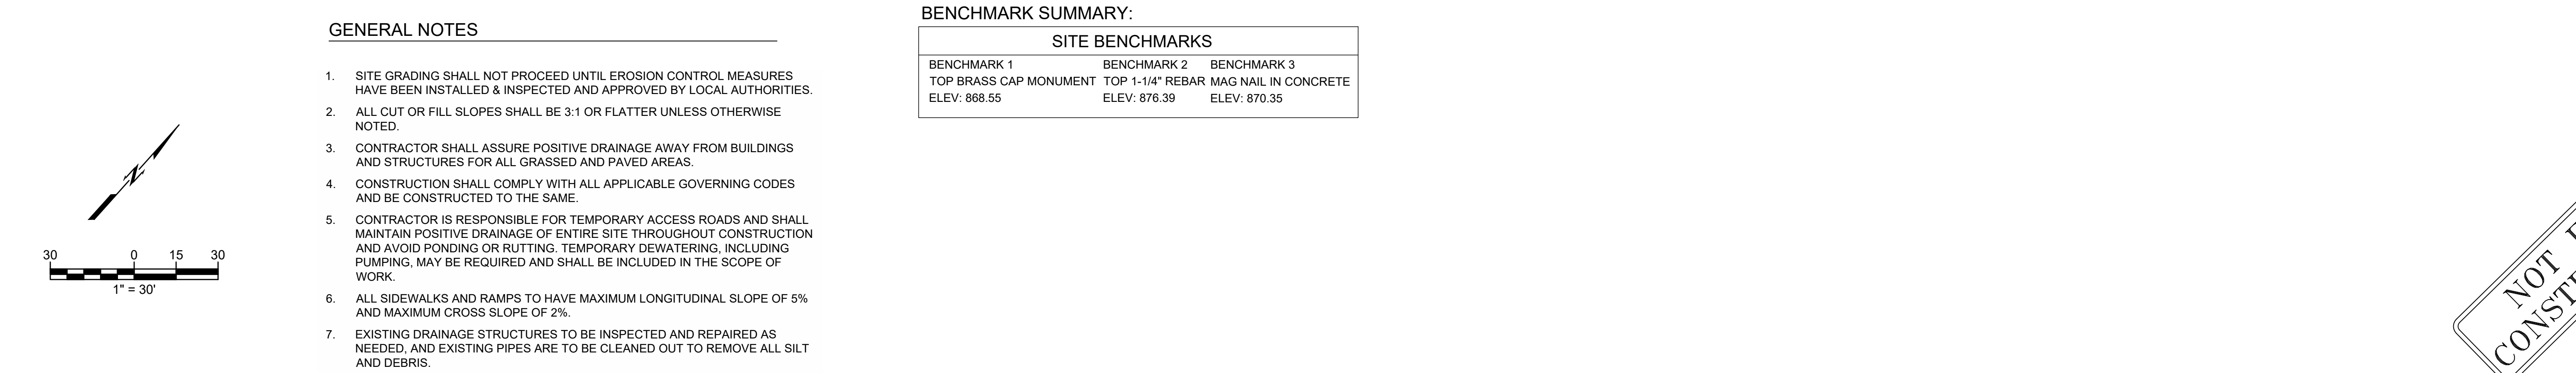 N
30 0 15 30
1" = 30'
GENERAL NOTES
1. SITE GRADING SHALL NOT PROCEED UNTIL EROSION CONTROL MEASURES
HAVE BEEN INSTALLED & INSPECTED AND APPROVED BY LOCAL AUTHORITIES.
2. ALL CUT OR FILL SLOPES SHALL BE 3:1 OR FLATTER UNLESS OTHERWISE
NOTED.
3. CONTRACTOR SHALL ASSURE POSITIVE DRAINAGE AWAY FROM BUILDINGS
AND STRUCTURES FOR ALL GRASSED AND PAVED AREAS.
4. CONSTRUCTION SHALL COMPLY WITH ALL APPLICABLE GOVERNING CODES
AND BE CONSTRUCTED TO THE SAME.
5. CONTRACTOR IS RESPONSIBLE FOR TEMPORARY ACCESS ROADS AND SHALL
MAINTAIN POSITIVE DRAINAGE OF ENTIRE SITE THROUGHOUT CONSTRUCTION
AND AVOID PONDING OR RUTTING. TEMPORARY DEWATERING, INCLUDING
PUMPING, MAY BE REQUIRED AND SHALL BE INCLUDED IN THE SCOPE OF
WORK.
6. ALL SIDEWALKS AND RAMPS TO HAVE MAXIMUM LONGITUDINAL SLOPE OF 5%
AND MAXIMUM CROSS SLOPE OF 2%.
7. EXISTING DRAINAGE STRUCTURES TO BE INSPECTED AND REPAIRED AS
NEEDED, AND EXISTING PIPES ARE TO BE CLEANED OUT TO REMOVE ALL SILT
AND DEBRIS.
BENCHMARK SUMMARY:
SITE BENCHMARKS
BENCHMARK 1 BENCHMARK 2 BENCHMARK 3
TOP BRASS CAP MONUMENT TOP 1-1/4" REBAR MAG NAIL IN CONCRETE
ELEV: 868.55 ELEV: 876.39 ELEV: 870.35
NOT